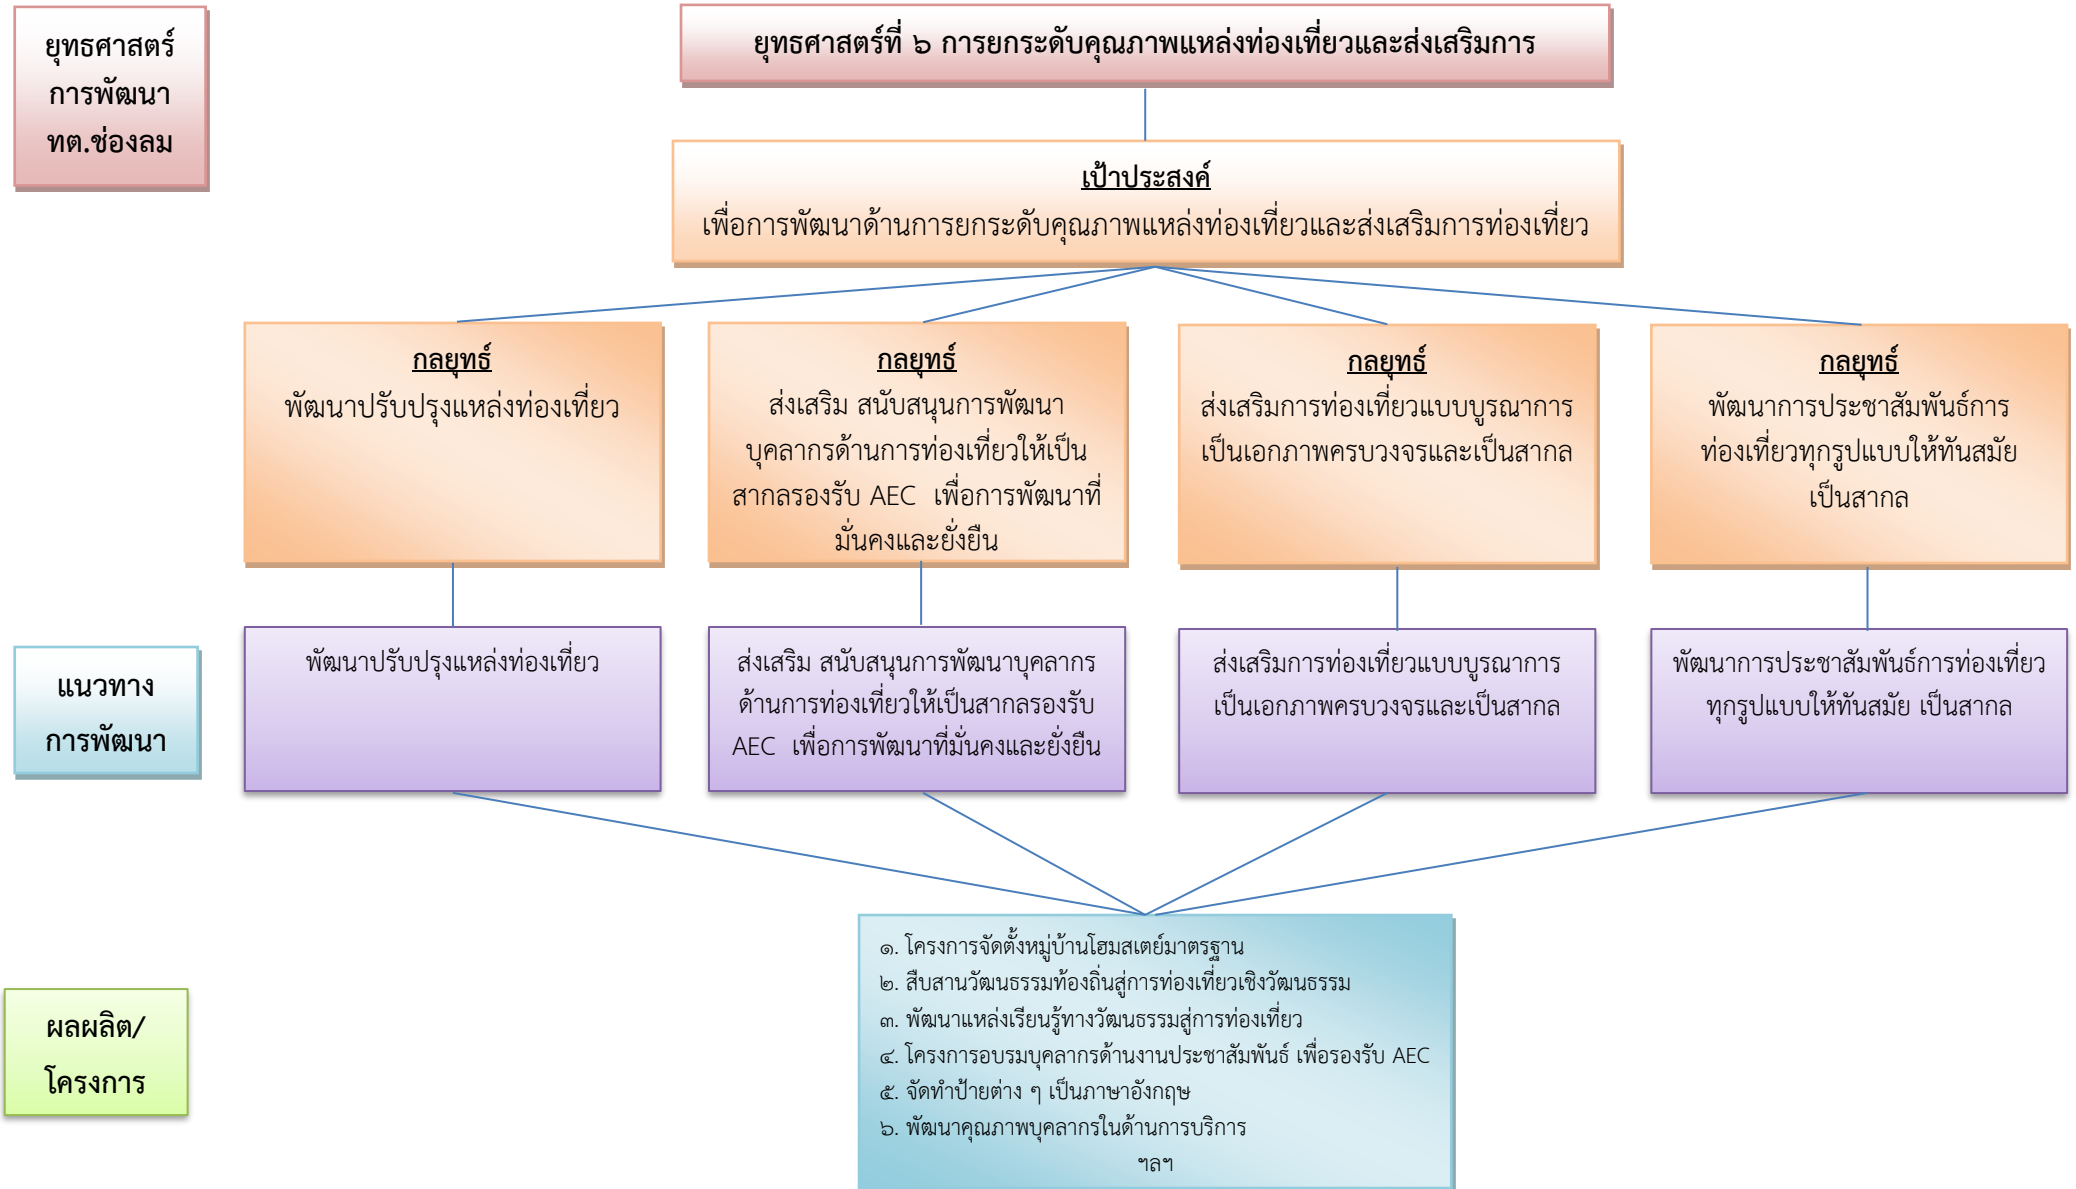 ยุทธศาสตร์
การพัฒนา
ทต.ช่องลม
ยุทธศาสตร์ที่ ๖ การยกระดับคุณภาพแหล่งท่องเที่ยวและส่งเสริมการ
เป้าประสงค์
เพื่อการพัฒนาด้านการยกระดับคุณภาพแหล่งท่องเที่ยวและส่งเสริมการท่องเที่ยว
กลยุทธ์
พัฒนาปรับปรุงแหล่งท่องเที่ยว
กลยุทธ์
ส่งเสริม สนับสนุนการพัฒนา
บุคลากรด้านการท่องเที่ยวให้เป็น
สากลรองรับ AEC เพื่อการพัฒนาที่
มั่นคงและยั่งยืน
กลยุทธ์
ส่งเสริมการท่องเที่ยวแบบบูรณาการ
เป็นเอกภาพครบวงจรและเป็นสากล
กลยุทธ์
พัฒนาการประชาสัมพันธ์การ
ท่องเที่ยวทุกรูปแบบให้ทันสมัย
เป็นสากล
แนวทาง
การพัฒนา
พัฒนาปรับปรุงแหล่งท่องเที่ยว
ส่งเสริม สนับสนุนการพัฒนาบุคลากร
ด้านการท่องเที่ยวให้เป็นสากลรองรับ
AEC เพื่อการพัฒนาที่มั่นคงและยั่งยืน
ส่งเสริมการท่องเที่ยวแบบบูรณาการ
เป็นเอกภาพครบวงจรและเป็นสากล
พัฒนาการประชาสัมพันธ์การท่องเที่ยว
ทุกรูปแบบให้ทันสมัย เป็นสากล
ผลผลิต/
โครงการ
๑. โครงการจัดตั้งหมู่บ้านโฮมสเตย์มาตรฐาน
๒. สืบสานวัฒนธรรมท้องถิ่นสู่การท่องเที่ยวเชิงวัฒนธรรม
๓. พัฒนาแหล่งเรียนรู้ทางวัฒนธรรมสู่การท่องเที่ยว
๔. โครงการอบรมบุคลากรด้านงานประชาสัมพันธ์ เพื่อรองรับ AEC
๕. จัดทำป้ายต่าง ๆ เป็นภาษาอังกฤษ
๖. พัฒนาคุณภาพบุคลากรในด้านการบริการ
ฯลฯ